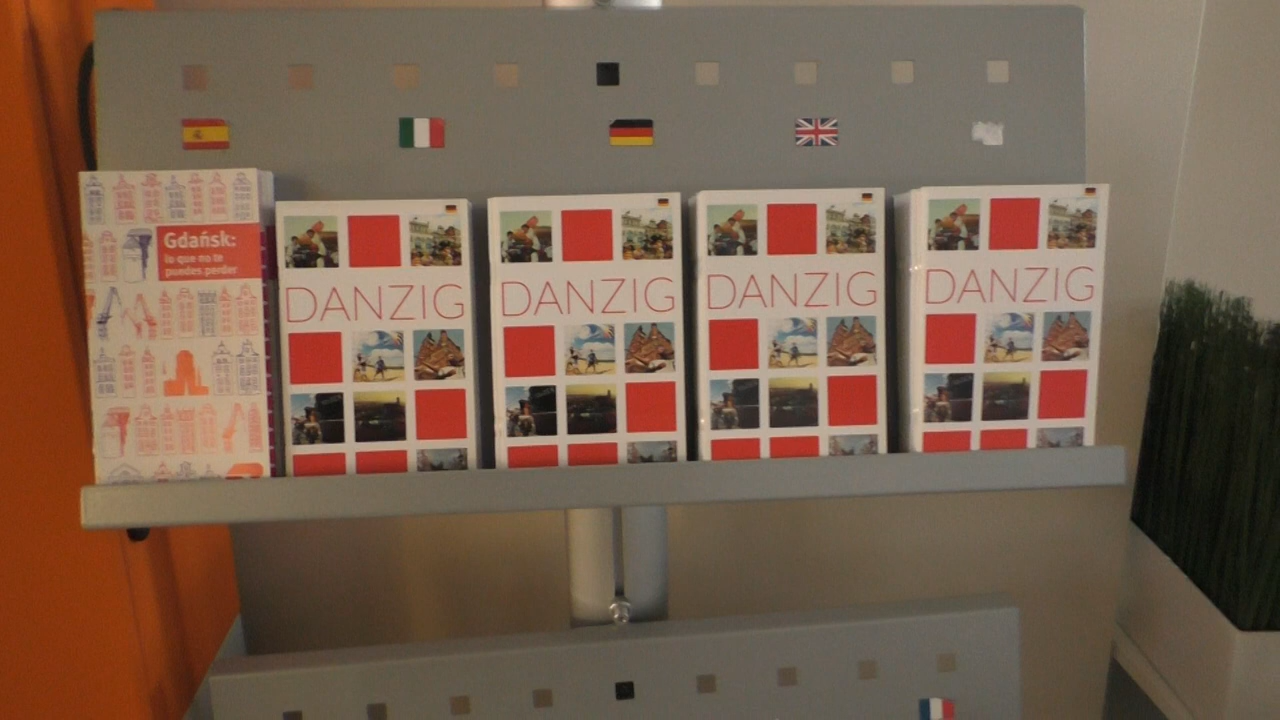 Gdańsk:
lo que no te
puedes perder
DANZIG
DANZIG
DANZIG
DANZIG